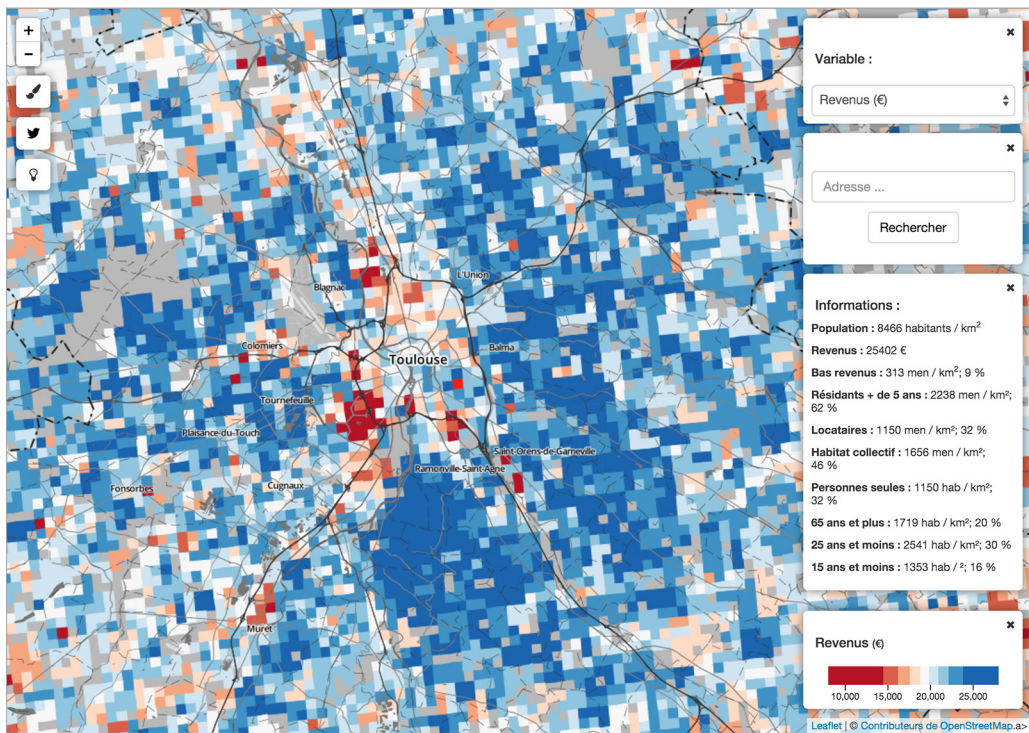 +
−
L'Union
Blagnac
Colomiers
Balma
Toulouse
Tournefeuille
Plaisance-du-Touch
Saint-Orens-de-Gameville
Ramonville-Saint-Agne
Fonsorbes
Cugnaux
Muret
Variable :
Revenus (€)
Adresse ...
Rechercher
Informations :
Population : 8466 habitants / km²
Revenus : 25402 €
Bas revenus : 313 men / km²; 9 %
Résidants + de 5 ans : 2238 men / km²;
62 %
Locataires : 1150 men / km²; 32 %
Habitat collectif : 1656 men / km²;
46 %
Personnes seules : 1150 hab / km²;
32 %
65 ans et plus : 1719 hab / km²; 20 %
25 ans et moins : 2541 hab / km²; 30 %
15 ans et moins : 1353 hab / ²; 16 %
Revenus (€)
10,000 15,000 20,000 25,000
Leaflet | © Contributeurs de OpenStreetMap.a>